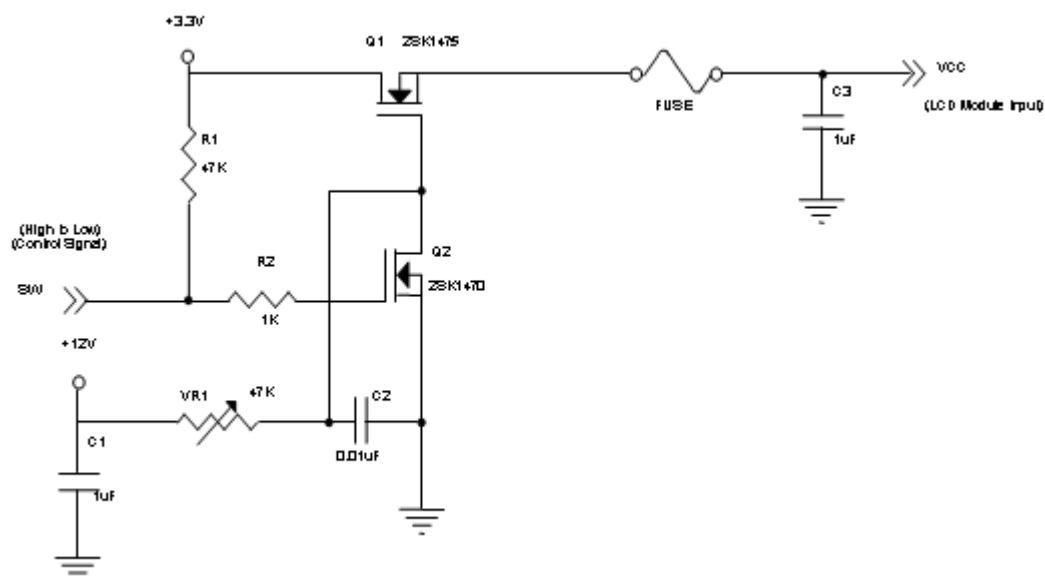 +3.3V
Q1 2SK1475
VCC
FUSE
C3
(LCD Module Input)
R1
1uF
47K
(High to Low)
(Control Signal)
Q2
R2
SW
2SK1470
1K
+12V
VR1
47K
C2
C1
0.01uF
1uF